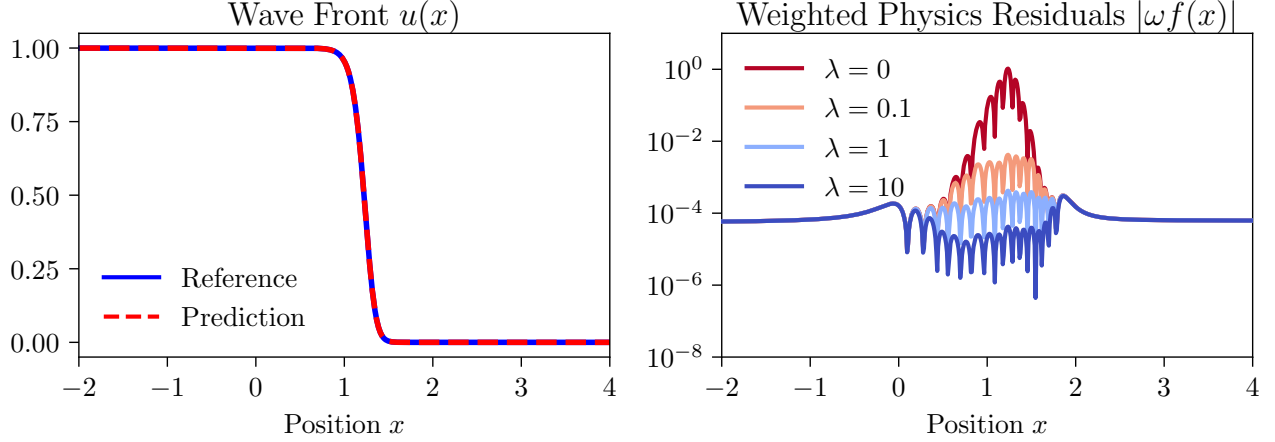 Wave Front u(x)
1.00
0.75
0.50
0.25
0.00
Reference
Prediction
−2 −1 0 1 2 3 4
Position x
Weighted Physics Residuals |ωf(x)|
10⁰
10⁻²
10⁻⁴
10⁻⁶
10⁻⁸
λ = 0
λ = 0.1
λ = 1
λ = 10
−2 −1 0 1 2 3 4
Position x